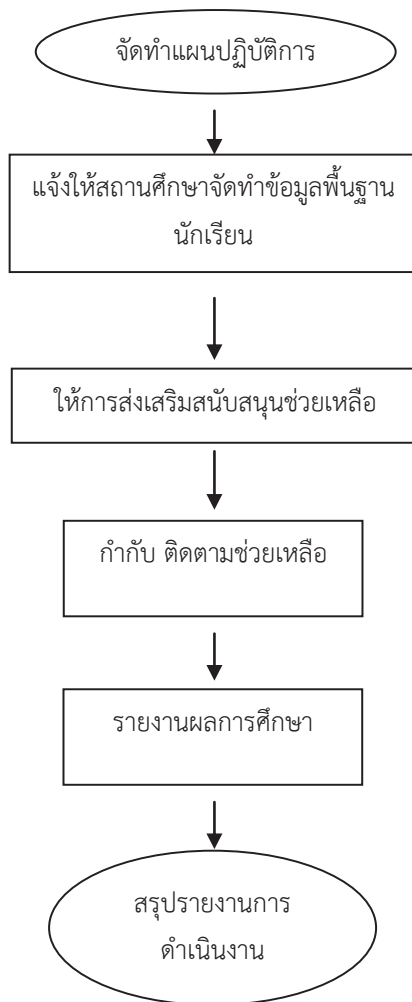 จัดทำแผนปฏิบัติการ
แจ้งให้สถานศึกษาจัดทำข้อมูลพื้นฐาน
นักเรียน
ให้การส่งเสริมสนับสนุนช่วยเหลือ
กำกับ ติดตามช่วยเหลือ
รายงานผลการศึกษา
สรุปรายงานการ
ดำเนินงาน